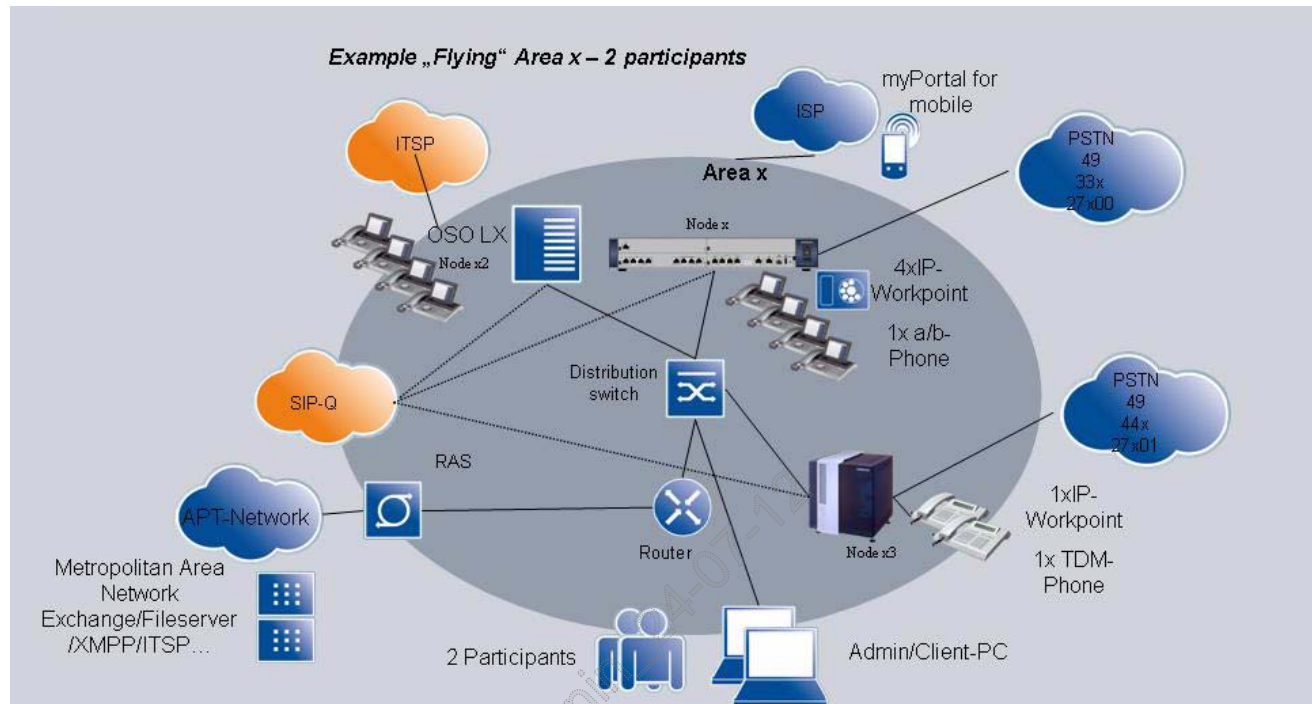 Example „Flying“ Area x – 2 participants
ISP
myPortal for
mobile
ITSP
PSTN
49
33x
27x00
Area x
OSO LX
Node x2
Node x
4xIP-
Workpoint
1x a/b-
Phone
Distribution
switch
SIP-Q
PSTN
49
44x
27x01
RAS
APT-Network
Router
Node x3
1xIP-
Workpoint
1x TDM-
Phone
Metropolitan Area
Network
Exchange/Fileserver
/XMPP/ITSP…
2 Participants
Admin/Client-PC